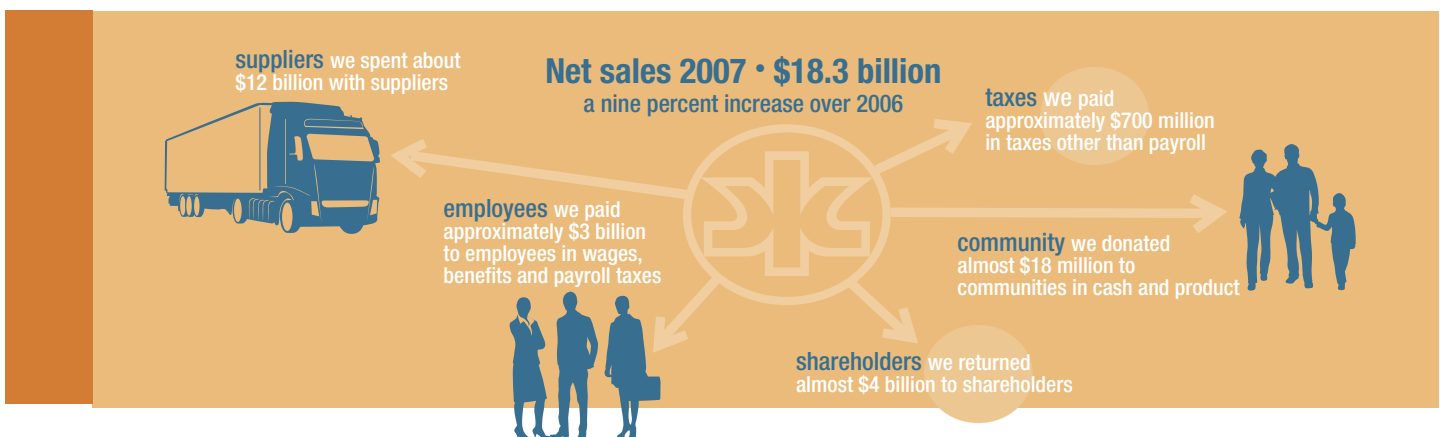 suppliers we spent about
$12 billion with suppliers
Net sales 2007 • $18.3 billion
a nine percent increase over 2006
taxes we paid
approximately $700 million
in taxes other than payroll
employees we paid
approximately $3 billion
to employees in wages,
benefits and payroll taxes
community we donated
almost $18 million to
communities in cash and product
shareholders we returned
almost $4 billion to shareholders